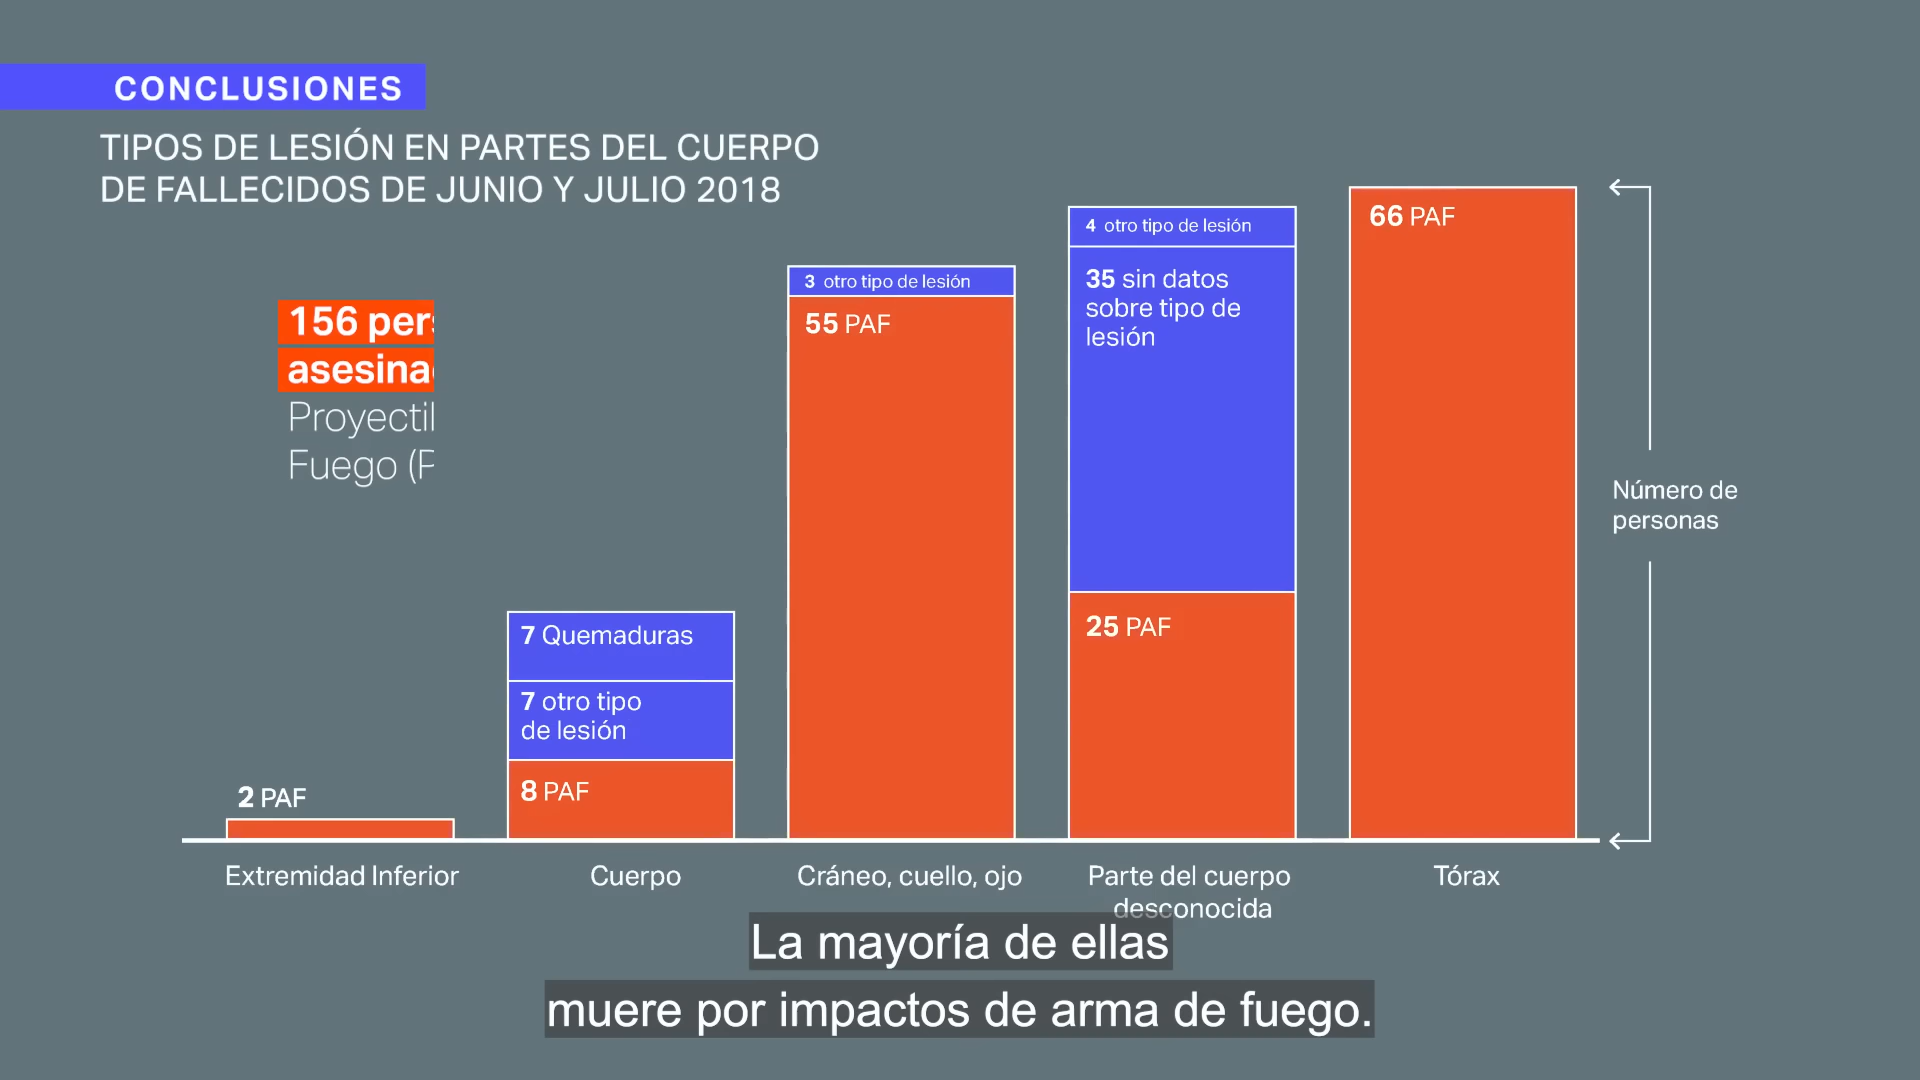 CONCLUSIONES
TIPOS DE LESIÓN EN PARTES DEL CUERPO
DE FALLECIDOS DE JUNIO Y JULIO 2018
156 pers
asesina
Proyectil
Fuego (P
2 PAF
7 Quemaduras
7 otro tipo
de lesión
8 PAF
3 otro tipo de lesión
55 PAF
4 otro tipo de lesión
35 sin datos
sobre tipo de
lesión
25 PAF
66 PAF
Número de
personas
Extremidad Inferior
Cuerpo
Cráneo, cuello, ojo
Parte del cuerpo
desconocida
Tórax
La mayoría de ellas
muere por impactos de arma de fuego.